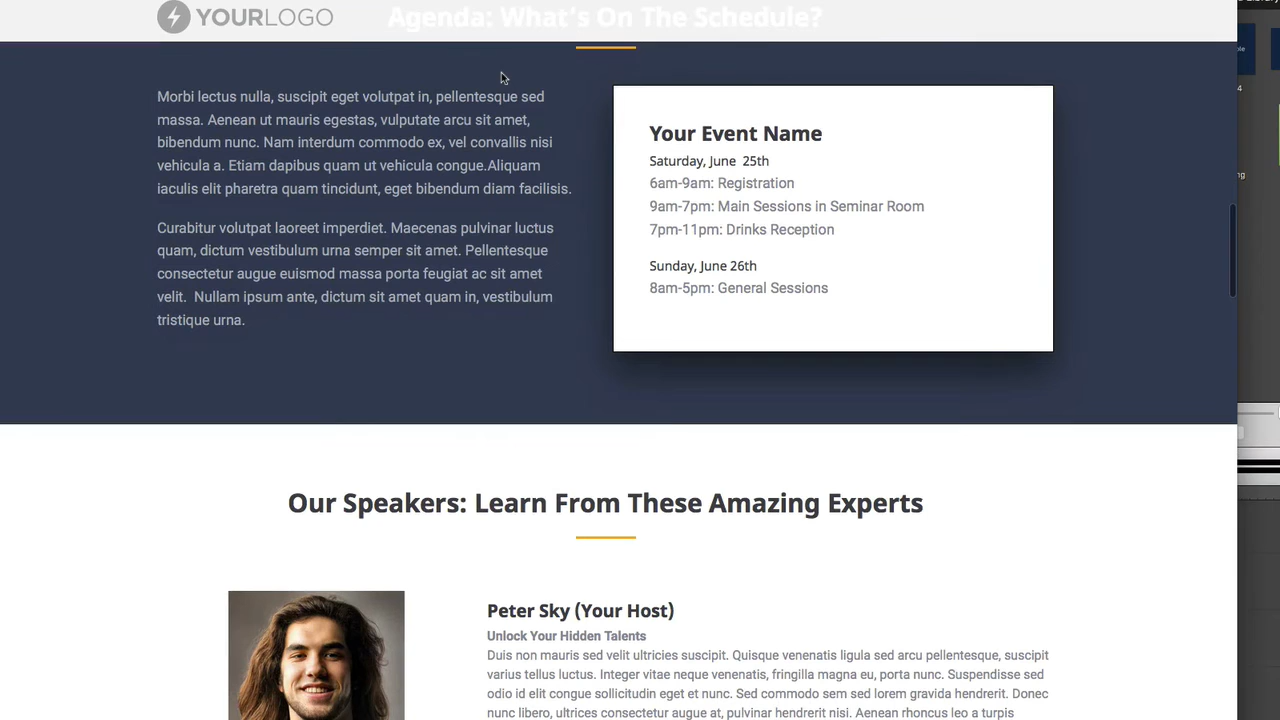 YOURLOGO
Agenda: What's On The Schedule?
Morbi lectus nulla, suscipit eget volutpat in, pellentesque sed
massa. Aenean ut mauris egestas, vulputate arcu sit amet,
bibendum nunc. Nam interdum commodo ex, vel convallis nisi
vehicula a. Etiam dapibus quam ut vehicula congue.Aliquam
iaculis elit pharetra quam tincidunt, eget bibendum diam facilisis.
Curabitur volutpat laoreet imperdiet. Maecenas pulvinar luctus
quam, dictum vestibulum urna semper sit amet. Pellentesque
consectetur augue euismod massa porta feugiat ac sit amet
velit.  Nullam ipsum ante, dictum sit amet quam in, vestibulum
tristique urna.
Your Event Name
Saturday, June  25th
6am-9am: Registration
9am-7pm: Main Sessions in Seminar Room
7pm-11pm: Drinks Reception
Sunday, June 26th
8am-5pm: General Sessions
Our Speakers: Learn From These Amazing Experts
Peter Sky (Your Host)
Unlock Your Hidden Talents
Duis non mauris sed velit ultricies suscipit. Quisque venenatis ligula sed arcu pellentesque, suscipit
varius tellus luctus. Integer vitae neque venenatis, fringilla magna eu, porta nunc. Suspendisse sed
odio id elit congue sollicitudin eget et nunc. Sed commodo sem sed lorem gravida hendrerit. Donec
nunc libero, ultrices consectetur augue at, pulvinar hendrerit nisi. Aenean rhoncus leo a turpis